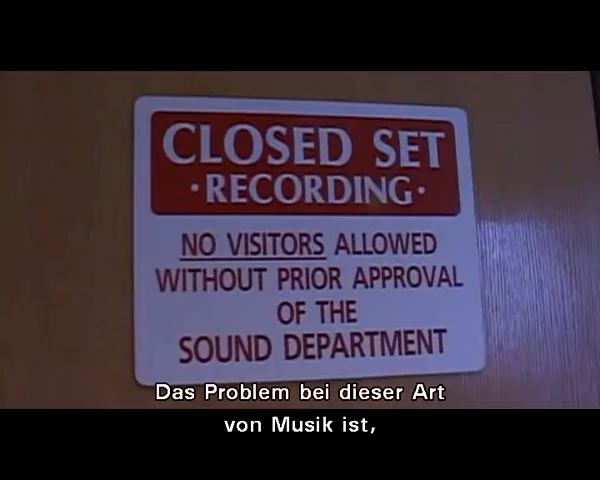 CLOSED SET
·RECORDING·
NO VISITORS ALLOWED
WITHOUT PRIOR APPROVAL
OF THE
SOUND DEPARTMENT
Das Problem bei dieser Art
von Musik ist,